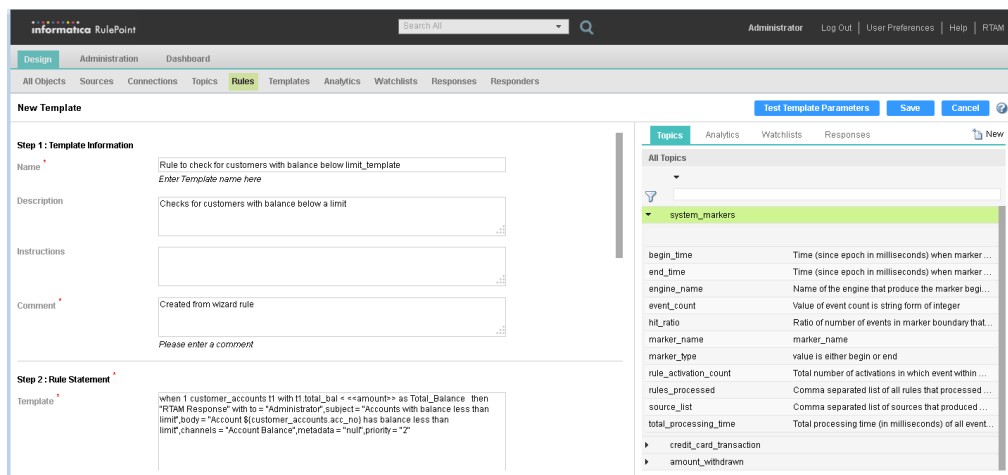 informatica RulePoint
Search All
Administrator
Log Out
User Preferences
Help
RTAM
Design
Administration
Dashboard
All Objects
Sources
Connections
Topics
Rules
Templates
Analytics
Watchlists
Responses
Responders
New Template
Test Template Parameters
Save
Cancel
?
Step 1 : Template Information
Name *
Rule to check for customers with balance below limit_template
Enter Template name here
Description
Checks for customers with balance below a limit
Instructions
Comment *
Created from wizard rule
Please enter a comment
Step 2 : Rule Statement *
Template *
when 1 customer_accounts t1 with t1.total_bal < <<amount>> as Total_Balance then
"RTAM Response" with to = "Administrator",subject = "Accounts with balance less than
limit",body = "Account ${customer_accounts.acc_no} has balance less than
limit",channels = "Account Balance",metadata = "null",priority = "2"
Topics
Analytics
Watchlists
Responses
New
All Topics
system_markers
begin_time Time (since epoch in milliseconds) when marker ...
end_time Time (since epoch in milliseconds) when marker ...
engine_name Name of the engine that produce the marker begi...
event_count Value of event count is string form of integer
hit_ratio Ratio of number of events in marker boundary that...
marker_name marker_name
marker_type value is either begin or end
rule_activation_count Total number of activations in which event within ...
rules_processed Comma separated list of all rules that processed ...
source_list Comma separated list of sources that produced ...
total_processing_time Total processing time (in milliseconds) of all event...
credit_card_transaction
amount_withdrawn